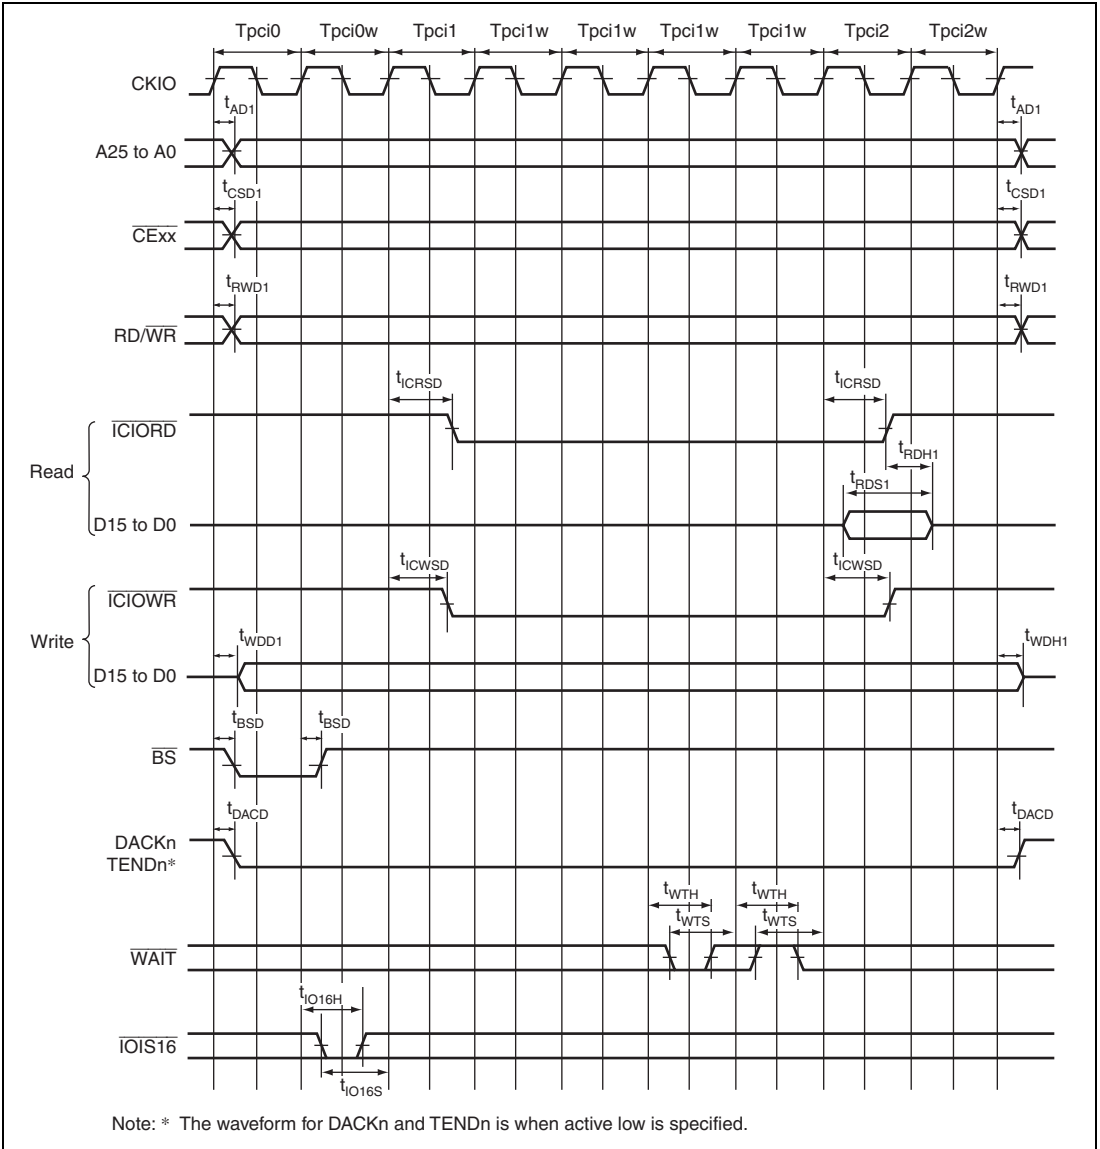 Tpci0 Tpci0w Tpci1 Tpci1w Tpci1w Tpci1w Tpci1w Tpci2 Tpci2w
CKIO
tAD1 tAD1
A25 to A0
tCSD1 tCSD1
CExx
tRWD1 tRWD1
RD/WR
tICRSD tICRSD
ICIORD
tRDH1
Read
tRDS1
D15 to D0
tICWSD tICWSD
ICIOWR
Write
tWDD1 tWDH1
D15 to D0
tBSD tBSD
BS
tDACD tDACD
DACKn
TENDn*
tWTH tWTH
tWTS tWTS
WAIT
tIO16H
IOIS16
tIO16S
Note: * The waveform for DACKn and TENDn is when active low is specified.